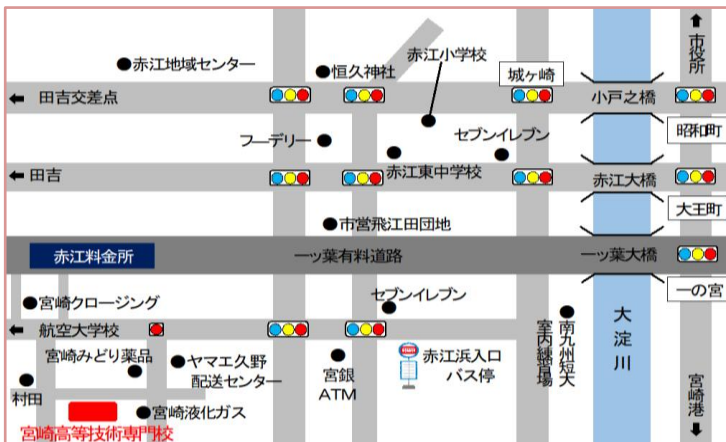 市役所
赤江地域センター
恒久神社
赤江小学校
城ヶ崎
田吉交差点
小戸之橋
昭和町
フーデリー
セブンイレブン
赤江東中学校
田吉
赤江大橋
大王町
市営飛江田団地
赤江料金所
一ッ葉有料道路
一ッ葉大橋
一の宮
宮崎クロージング
セブンイレブン
航空大学校
宮崎みどり薬品
ヤマエ久野
配送センター
宮銀
ATM
赤江浜入口
バス停
南九州短大
室内練習場
大淀川
宮崎港
村田
宮崎液化ガス
宮崎高等技術専門校